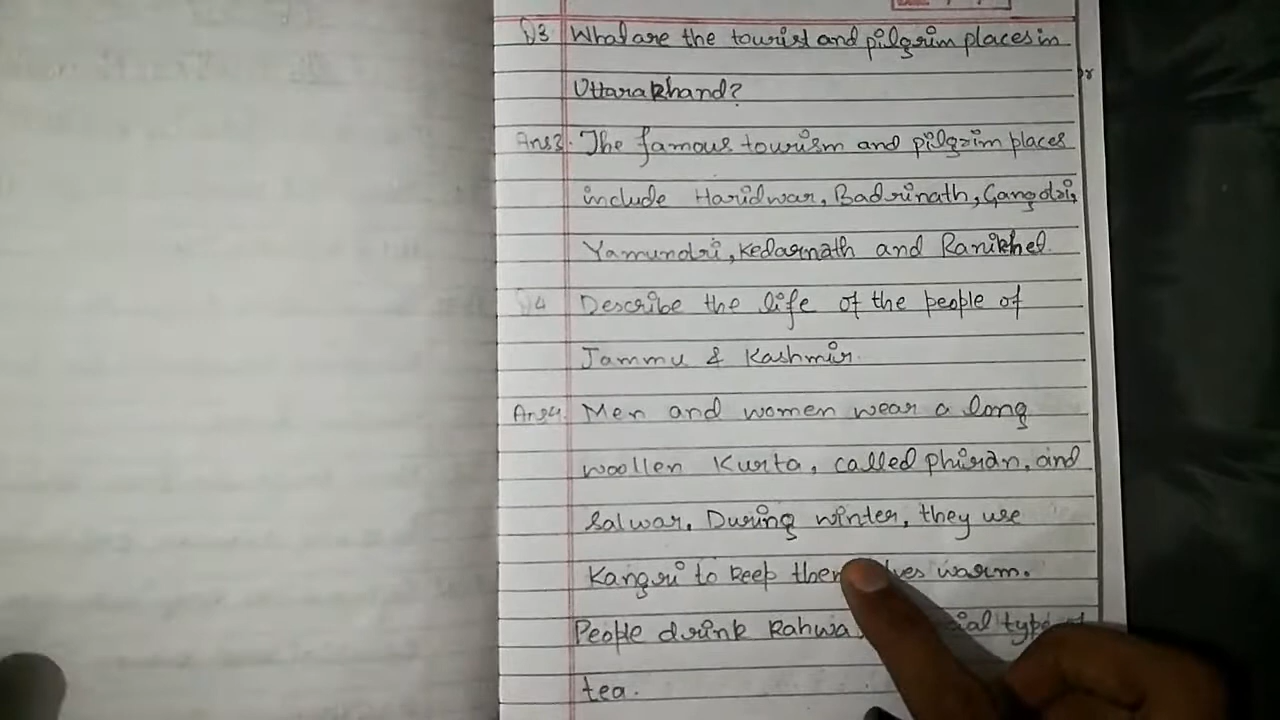 Q3 What are the tourist and pilgrim places in
Uttarakhand?
Ans3. The famous tourism and pilgrim places
include Haridwar, Badrinath, Gangotri,
Yamunotri, Kedarnath and Ranikhet.
Q4 Describe the life of the people of
Jammu & Kashmir.
Ans4. Men and women wear a long
woollen Kurta, called phiran, and
Salwar. During winter, they use
Kangri to keep warm.
People drink Kahwa, type of
tea.